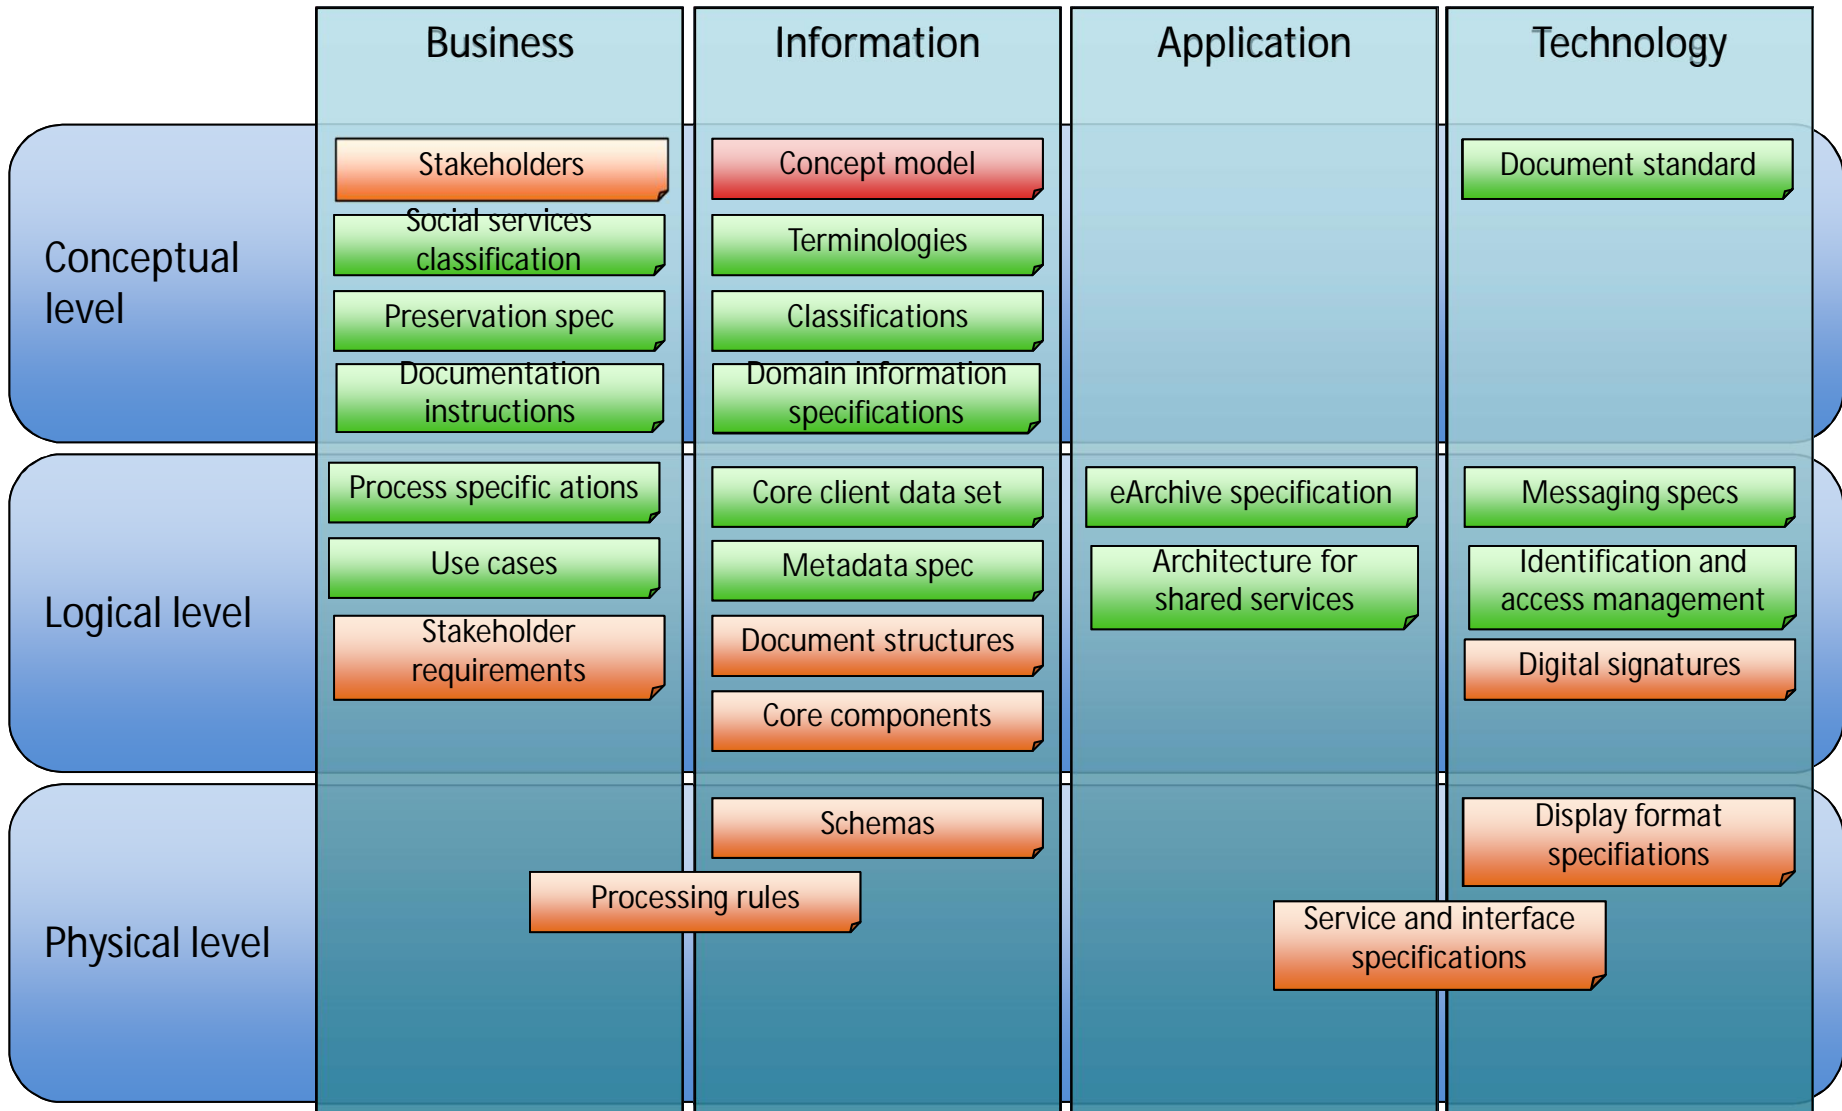 Business
Information
Application
Technology
Conceptual
level
Stakeholders
Social services
classification
Preservation spec
Documentation
instructions
Concept model
Terminologies
Classifications
Domain information
specifications
Document standard
Logical level
Process specific ations
Use cases
Stakeholder
requirements
Core client data set
Metadata spec
Document structures
Core components
eArchive specification
Architecture for
shared services
Messaging specs
Identification and
access management
Digital signatures
Physical level
Schemas
Processing rules
Display format
specifiations
Service and interface
specifications